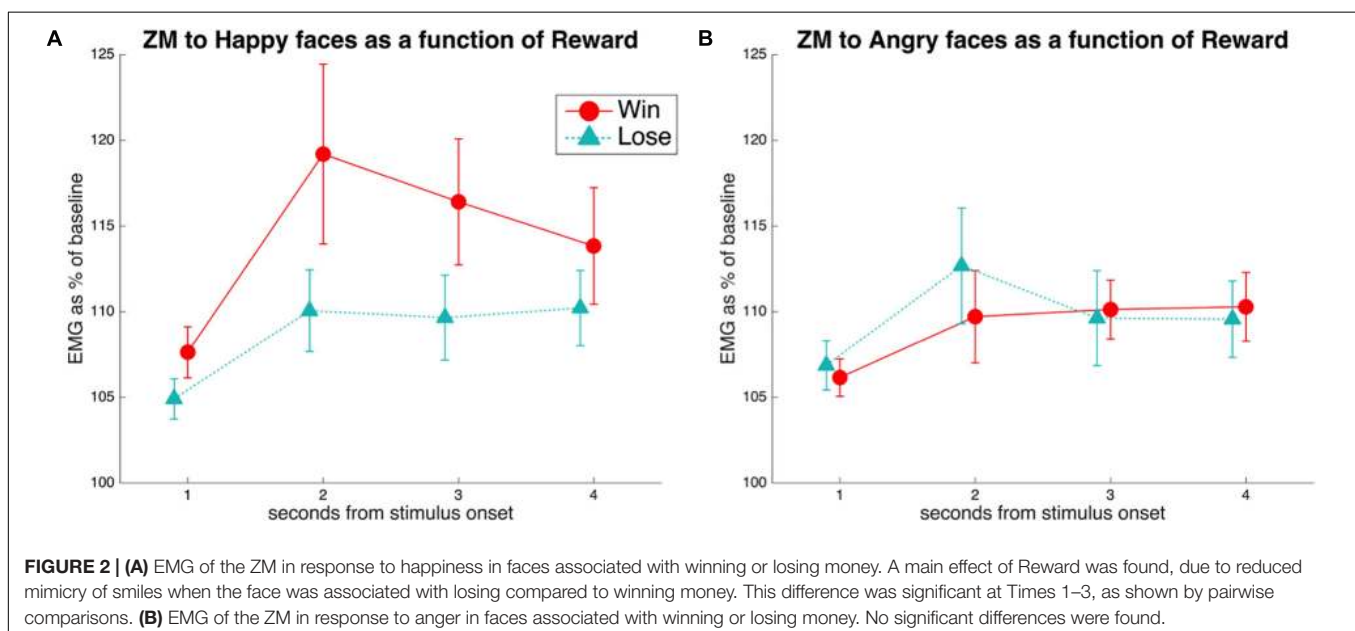 A
ZM to Happy faces as a function of Reward
125
120
115
110
105
100
EMG as % of baseline
1 2 3 4
seconds from stimulus onset
Win
Lose
B
ZM to Angry faces as a function of Reward
125
120
115
110
105
100
EMG as % of baseline
1 2 3 4
seconds from stimulus onset
FIGURE 2 | (A) EMG of the ZM in response to happiness in faces associated with winning or losing money. A main effect of Reward was found, due to reduced
mimicry of smiles when the face was associated with losing compared to winning money. This difference was significant at Times 1–3, as shown by pairwise
comparisons. (B) EMG of the ZM in response to anger in faces associated with winning or losing money. No significant differences were found.